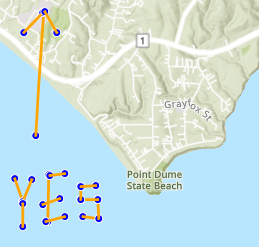 1
Graylox St
Point Dume
State Beach
YES